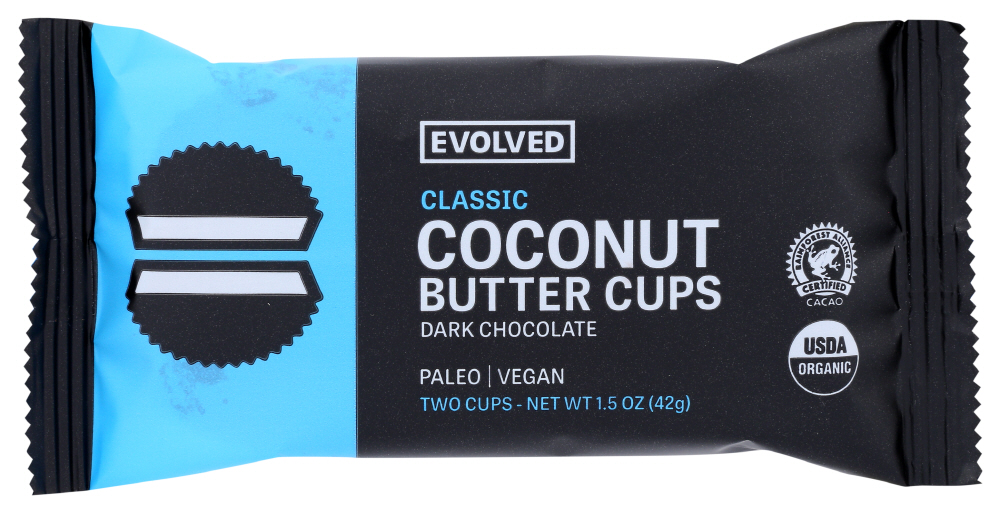 EVOLVED
CLASSIC
COCONUT
BUTTER CUPS
DARK CHOCOLATE
PALEO | VEGAN
TWO CUPS - NET WT 1.5 OZ (42g)
RAINFOREST ALLIANCE
CERTIFIED
CACAO
USDA
ORGANIC